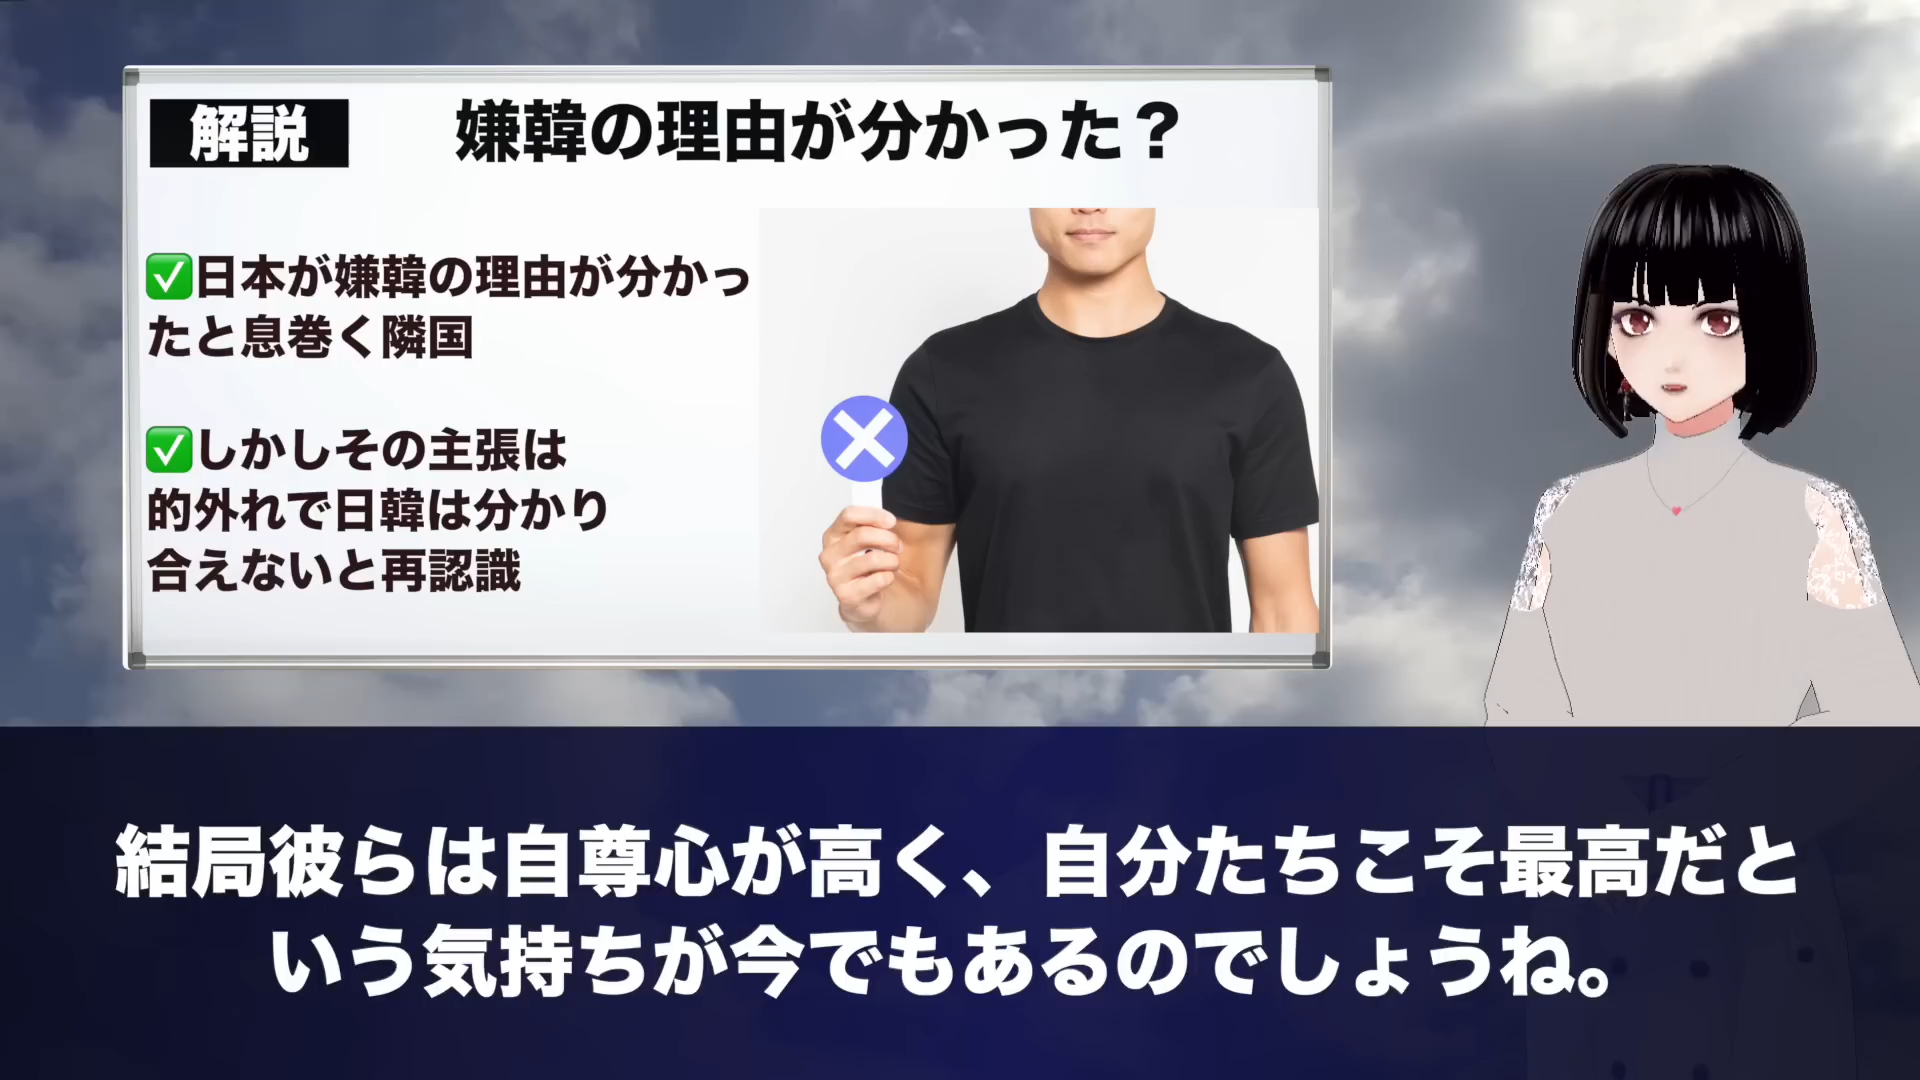 解説
嫌韓の理由が分かった？
✅日本が嫌韓の理由が分かっ
たと息巻く隣国
✅しかしその主張は
的外れで日韓は分かり
合えないと再認識
結局彼らは自尊心が高く、自分たちこそ最高だと
いう気持ちが今でもあるのでしょうね。